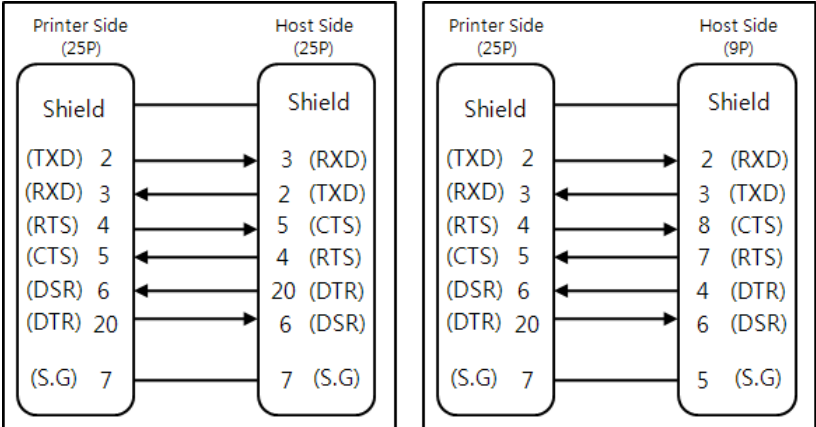 Printer Side
(25P)
Host Side
(25P)
Shield
Shield
(TXD) 2
3 (RXD)
(RXD) 3
2 (TXD)
(RTS) 4
5 (CTS)
(CTS) 5
4 (RTS)
(DSR) 6
20 (DTR)
(DTR) 20
6 (DSR)
(S.G) 7
7 (S.G)
Printer Side
(25P)
Host Side
(9P)
Shield
Shield
(TXD) 2
2 (RXD)
(RXD) 3
3 (TXD)
(RTS) 4
8 (CTS)
(CTS) 5
7 (RTS)
(DSR) 6
4 (DTR)
(DTR) 20
6 (DSR)
(S.G) 7
5 (S.G)